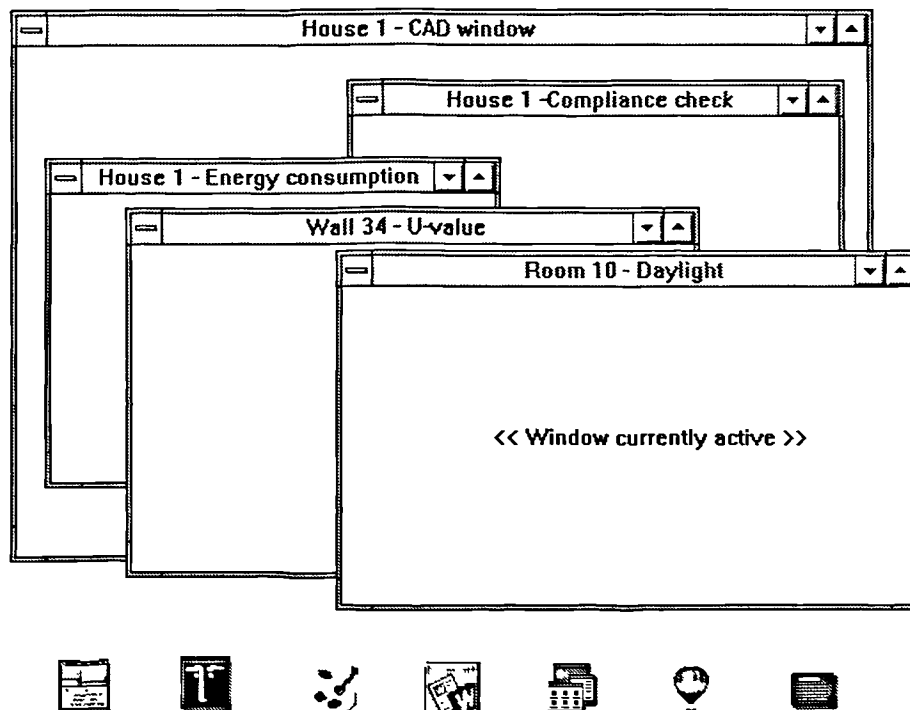 House 1 - CAD window
House 1 -Compliance check
House 1 - Energy consumption
Wall 34 - U-value
Room 10 - Daylight
<< Window currently active >>
T